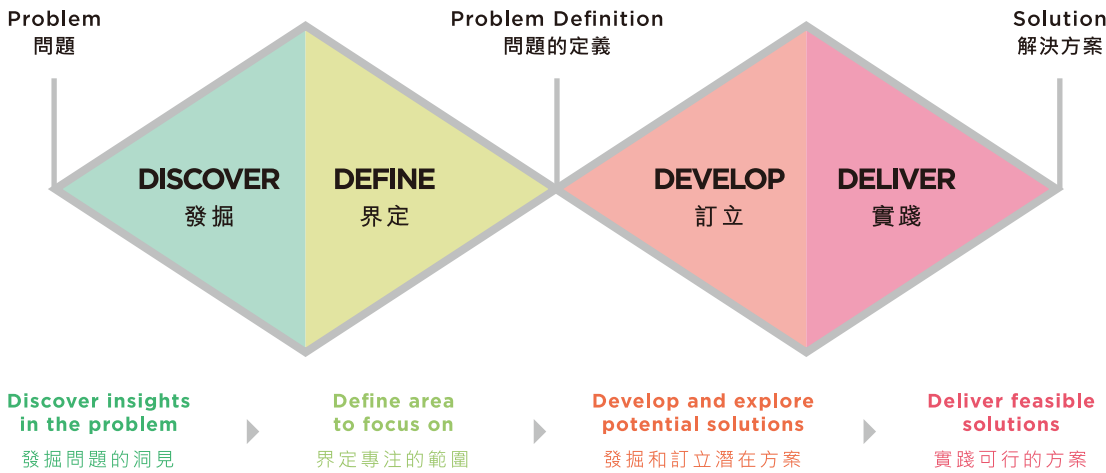 Problem
問題
Problem Definition
問題的定義
Solution
解決方案
DISCOVER
發掘
DEFINE
界定
DEVELOP
訂立
DELIVER
實踐
Discover insights
in the problem
發掘問題的洞見
Define area
to focus on
界定專注的範圍
Develop and explore
potential solutions
發掘和訂立潛在方案
Deliver feasible
solutions
實踐可行的方案